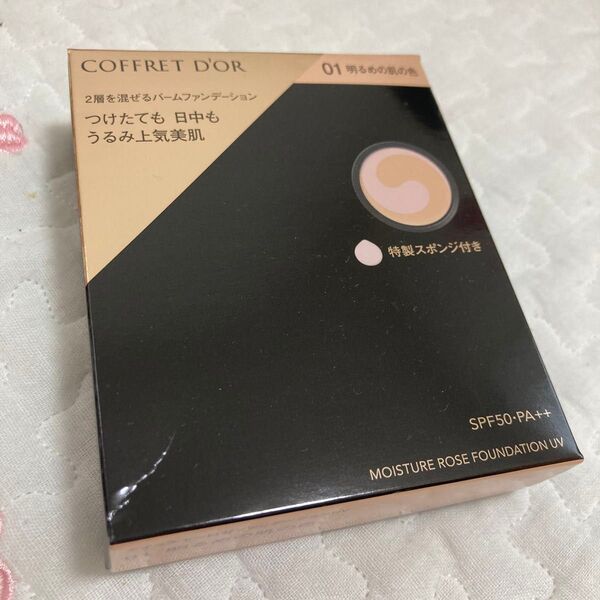 COFFRET D'OR
01 明るめの肌の色
2層を混ぜるバームファンデーション
つけたても 日中も
うるみ上気美肌
特製スポンジ付き
SPF50・PA++
MOISTURE ROSE FOUNDATION UV